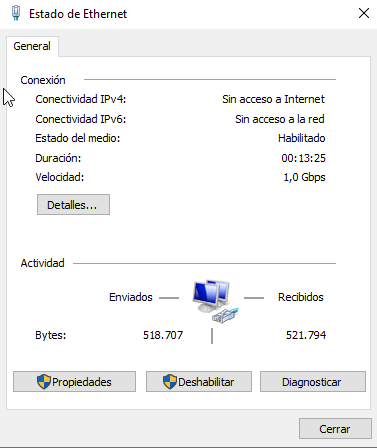 Estado de Ethernet
General
Conexión
Conectividad IPv4: Sin acceso a Internet
Conectividad IPv6: Sin acceso a la red
Estado del medio: Habilitado
Duración: 00:13:25
Velocidad: 1,0 Gbps
Detalles...
Actividad
Enviados Recibidos
Bytes: 518.707 521.794
Propiedades Deshabilitar Diagnosticar
Cerrar